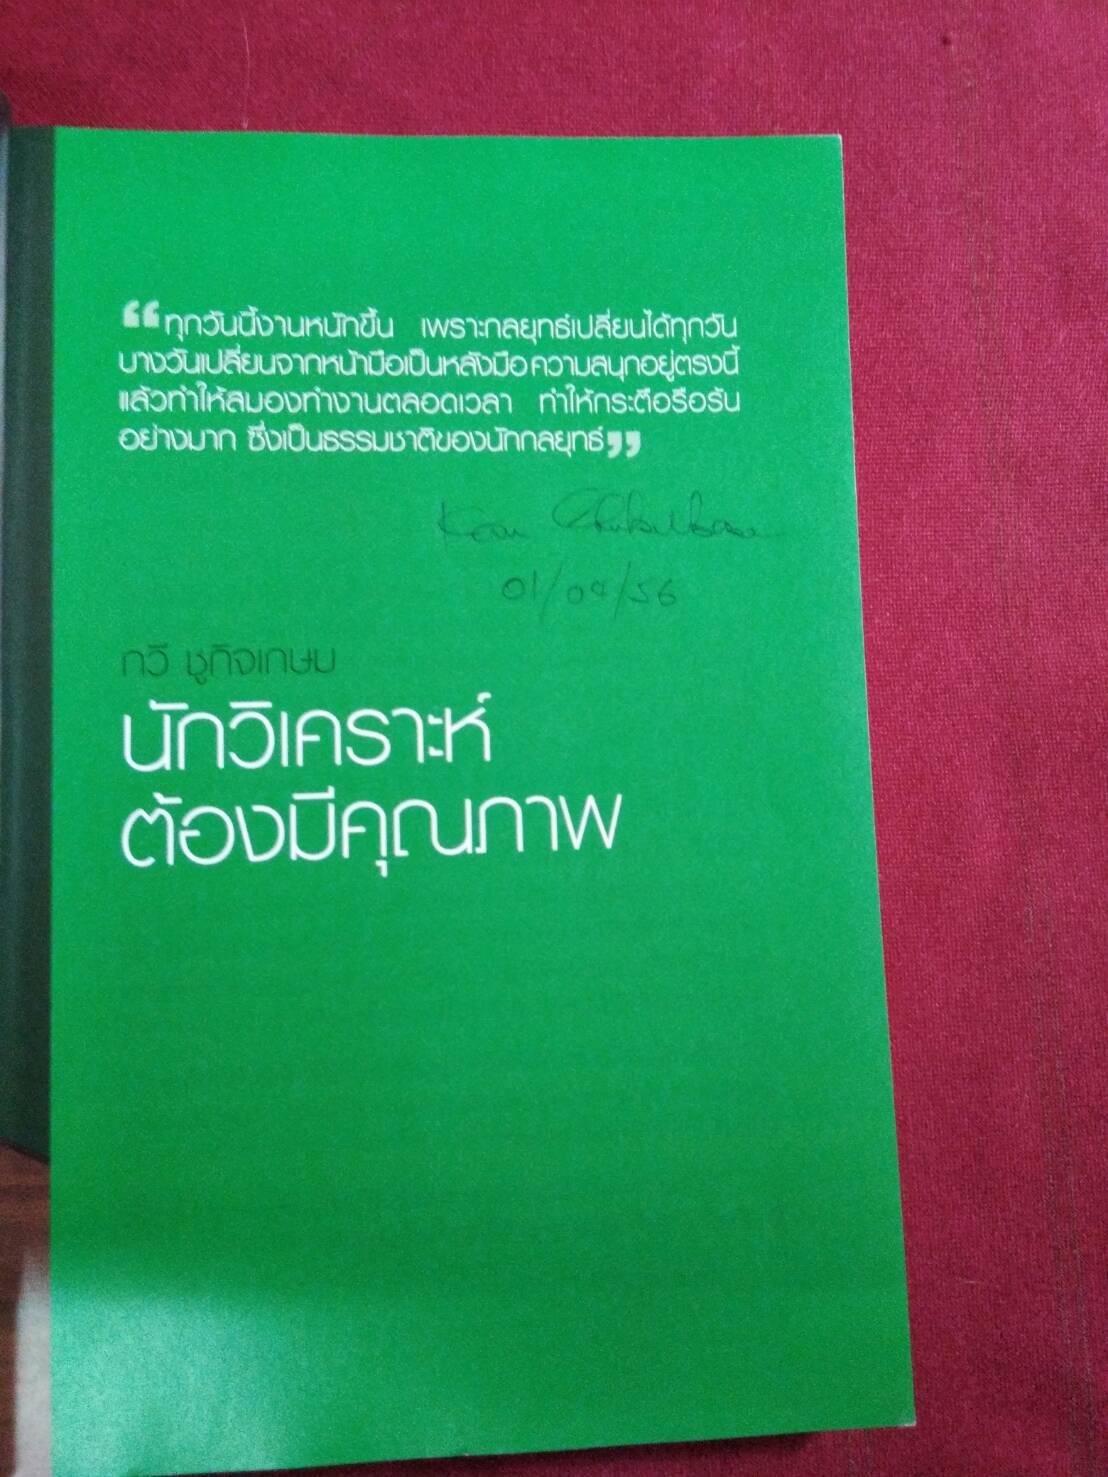 “ทุกวันนี้งานหนักขึ้น เพราะกลยุทธ์เปลี่ยนได้ทุกวัน
บางวันเปลี่ยนจากหน้ามือเป็นหลังมือ ความสนุกอยู่ตรงนี้
แล้วทำให้สมองทำงานตลอดเวลา ทำให้กระตือรือร้น
อย่างมาก ซึ่งเป็นธรรมชาติของนักกลยุทธ์”
01/04/56
กวี ชูกิจเกษม
นักวิเคราะห์
ต้องมีคุณภาพ